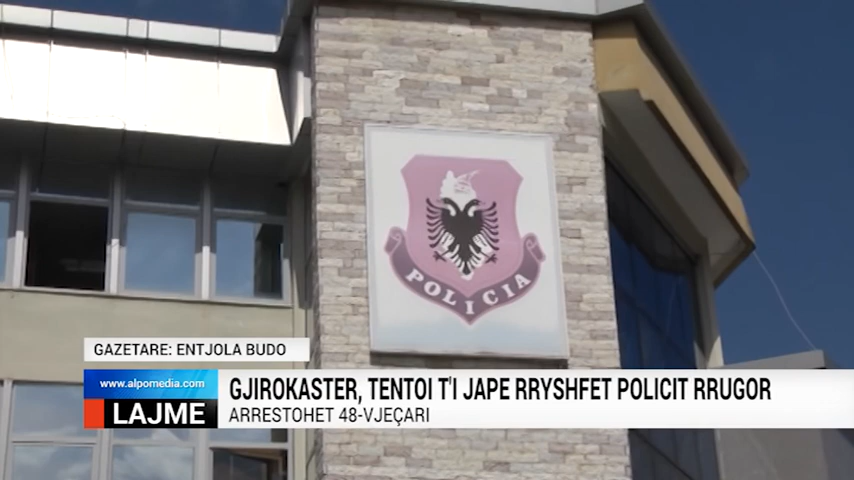 POLICIA
GAZETARE: ENTJOLA BUDO
www.alpomedia.com
LAJME
GJIROKASTER, TENTOI T'I JAPE RRYSHFET POLICIT RRUGOR
ARRESTOHET 48-VJEÇARI